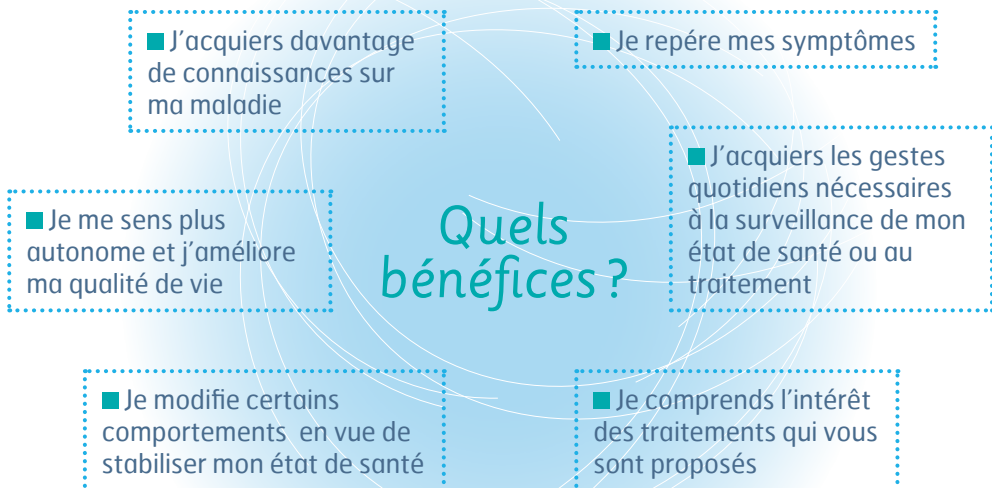 ■ J'acquiers davantage
de connaissances sur
ma maladie
■ Je repére mes symptômes
■ J'acquiers les gestes
quotidiens nécessaires
à la surveillance de mon
état de santé ou au
traitement
■ Je me sens plus
autonome et j'améliore
ma qualité de vie
Quels
bénéfices ?
■ Je modifie certains
comportements en vue de
stabiliser mon état de santé
■ Je comprends l'intérêt
des traitements qui vous
sont proposés